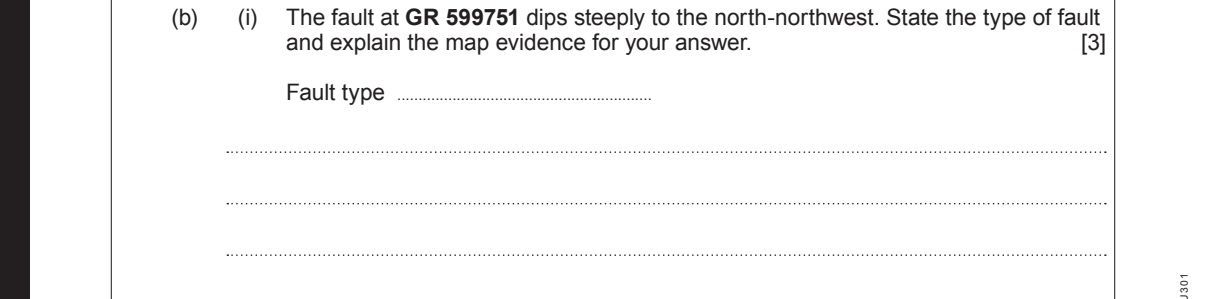 (b) (i) The fault at GR 599751 dips steeply to the north-northwest. State the type of fault
and explain the map evidence for your answer. [3]
Fault type